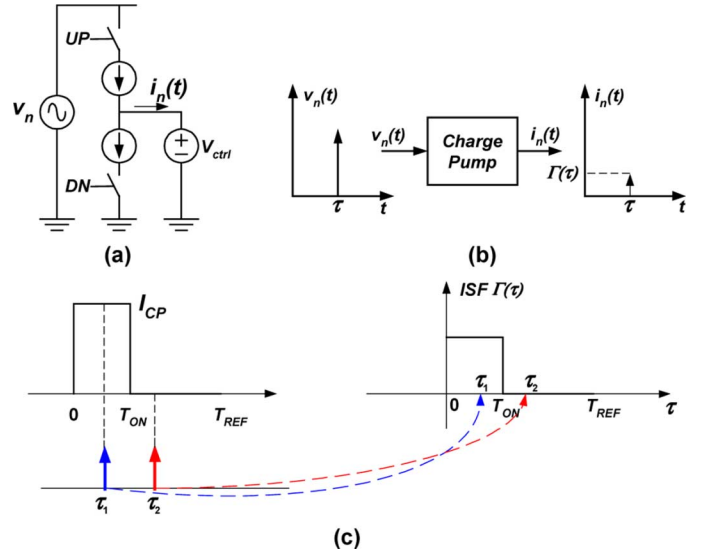 UP
i_n(t)
v_n
V_ctrl
DN
(a)
v_n(t)
v_n(t)
Charge
Pump
i_n(t)
i_n(t)
Γ(τ)
τ
t
τ
t
(b)
I_CP
0
T_ON
T_REF
τ_1
τ_2
ISF Γ(τ)
τ_1
τ_2
0
T_ON
T_REF
τ
(c)